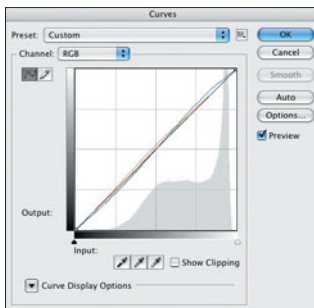 Curves
Preset: Custom
OK
Channel: RGB
Cancel
Smooth
Auto
Options...
Preview
Output:
Input:
Show Clipping
Curve Display Options